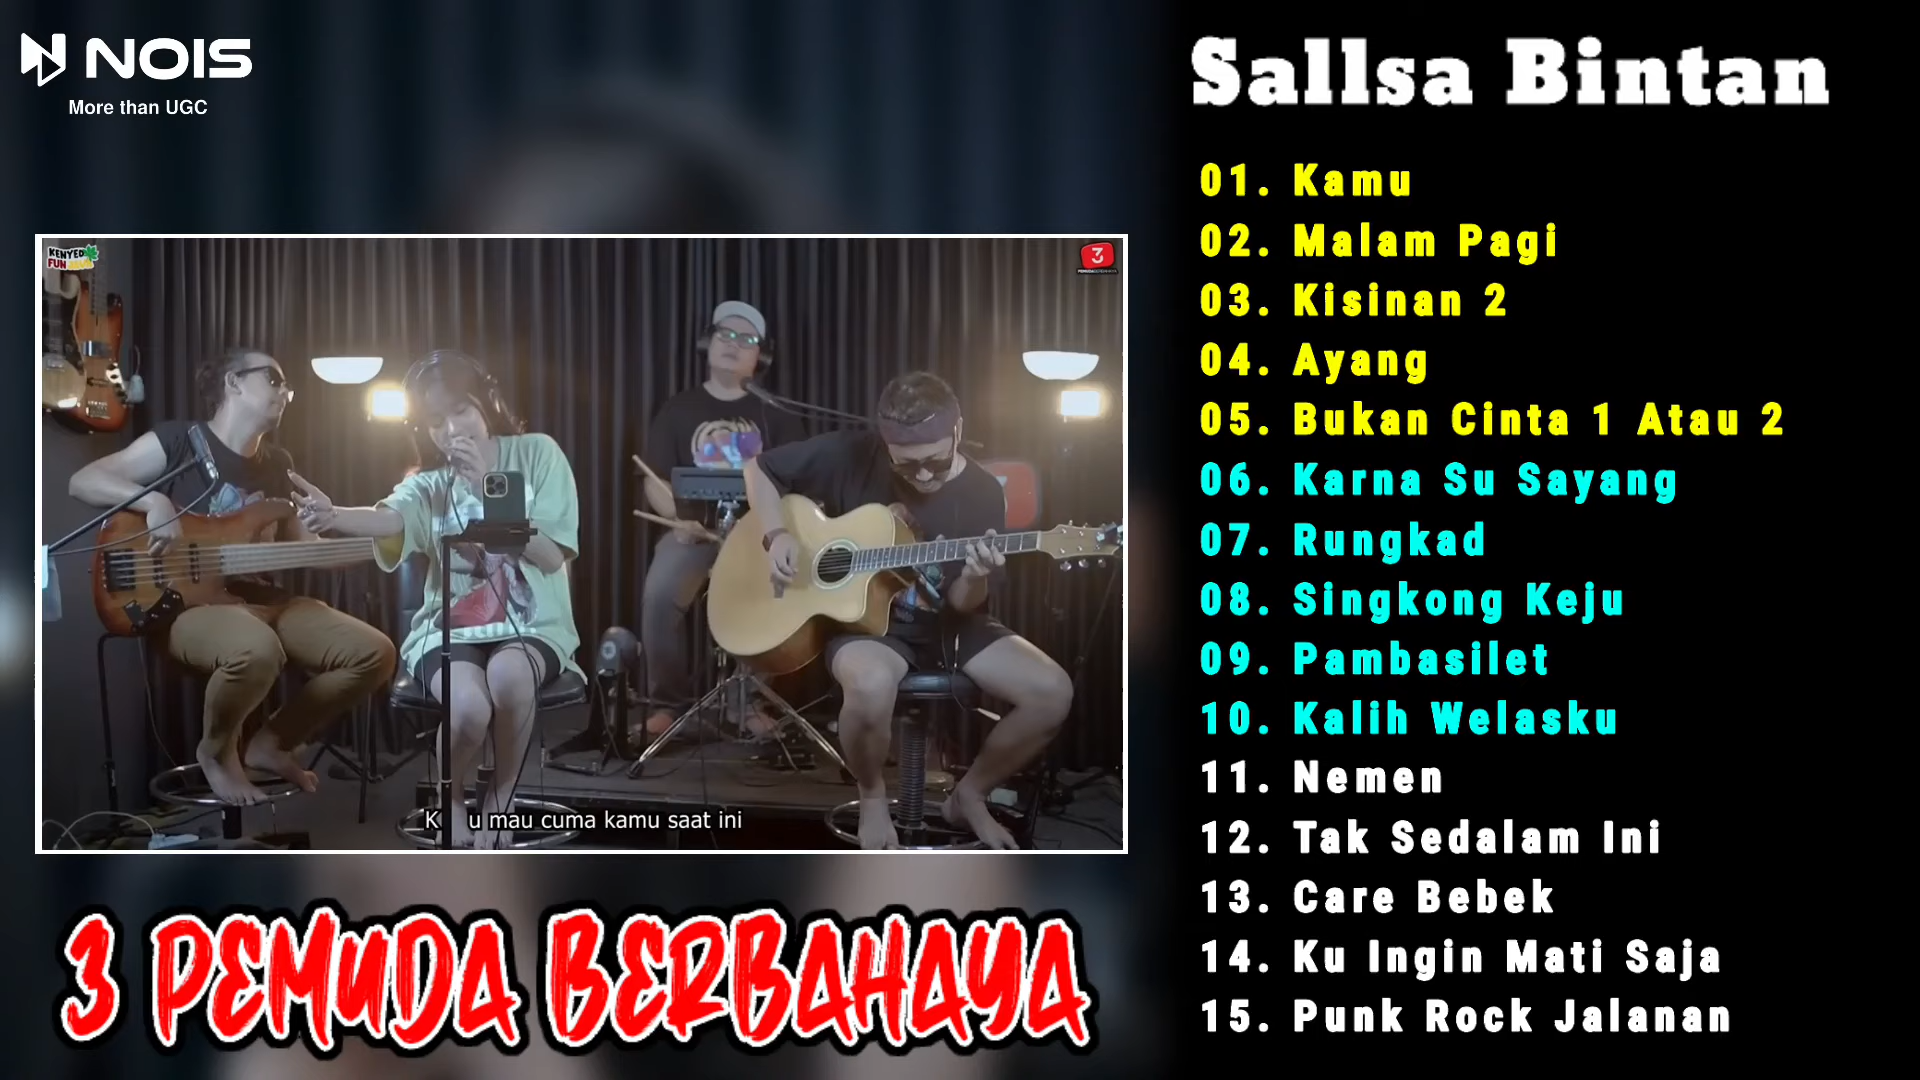 NOIS
More than UGC
Sallsa Bintan
01. Kamu
02. Malam Pagi
03. Kisinan 2
04. Ayang
05. Bukan Cinta 1 Atau 2
06. Karna Su Sayang
07. Rungkad
08. Singkong Keju
09. Pambasilet
10. Kalih Welasku
11. Nemen
12. Tak Sedalam Ini
13. Care Bebek
14. Ku Ingin Mati Saja
15. Punk Rock Jalanan
KENYED
FUN
3
K u mau cuma kamu saat ini
3 PEMUDA BERBAHAYA